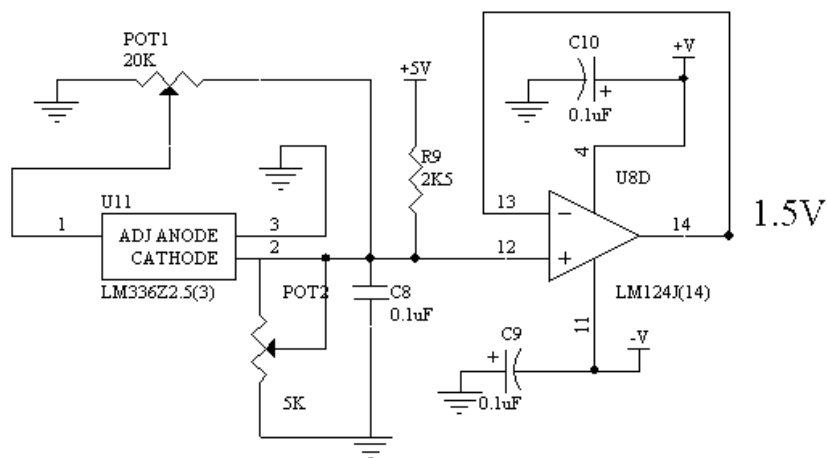 POT1
20K
C10
+V
+5V
+
0.1uF
4
R9
2K5
U8D
U11
13
−
14
1.5V
1
ADJ ANODE
3
CATHODE
2
12
+
LM336Z2.5(3)
POT2
C8
0.1uF
LM124J(14)
11
C9
-V
+
0.1uF
5K